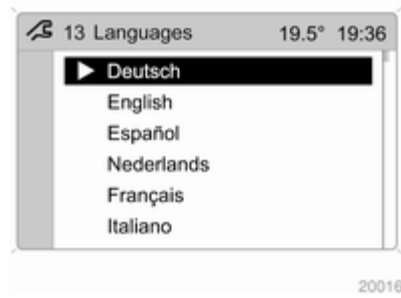 13 Languages 19.5° 19:36
Deutsch
English
Español
Nederlands
Français
Italiano
20016